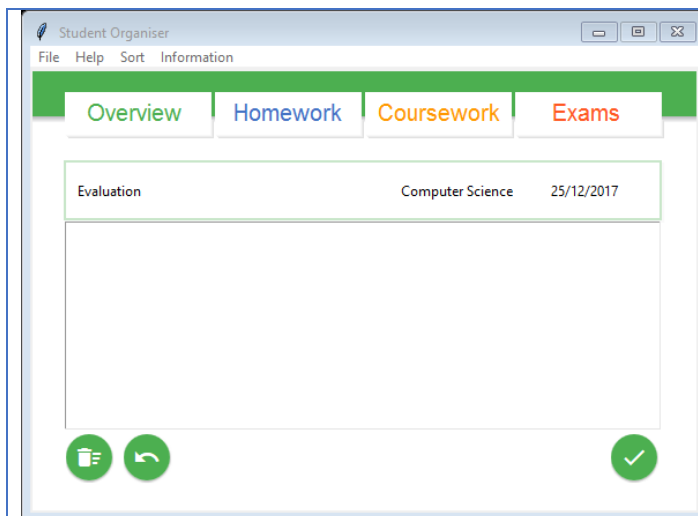 Student Organiser
File Help Sort Information
Overview Homework Coursework Exams
Evaluation Computer Science 25/12/2017